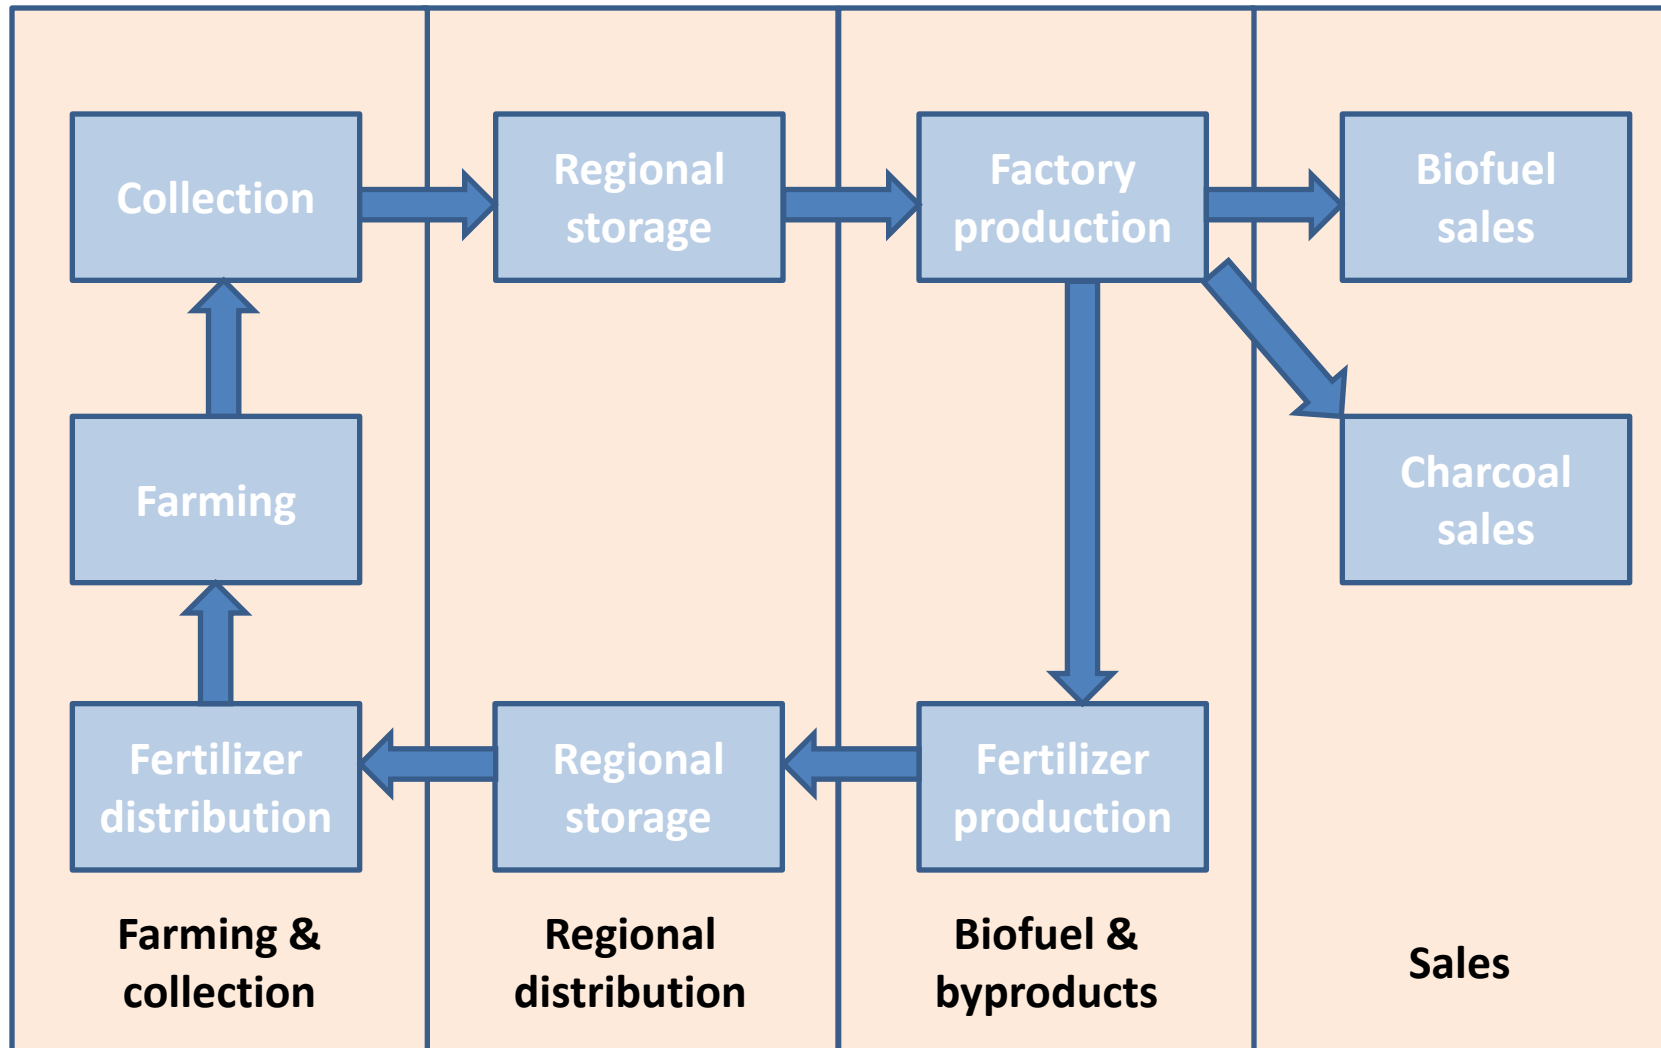 Collection
Regional
storage
Factory
production
Biofuel
sales
Farming
Charcoal
sales
Fertilizer
distribution
Regional
storage
Fertilizer
production
Farming &
collection
Regional
distribution
Biofuel &
byproducts
Sales